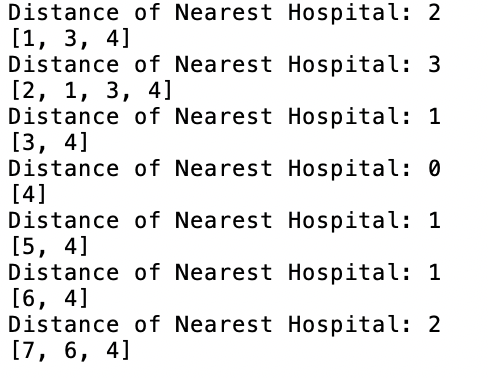 Distance of Nearest Hospital: 2
[1, 3, 4]
Distance of Nearest Hospital: 3
[2, 1, 3, 4]
Distance of Nearest Hospital: 1
[3, 4]
Distance of Nearest Hospital: 0
[4]
Distance of Nearest Hospital: 1
[5, 4]
Distance of Nearest Hospital: 1
[6, 4]
Distance of Nearest Hospital: 2
[7, 6, 4]